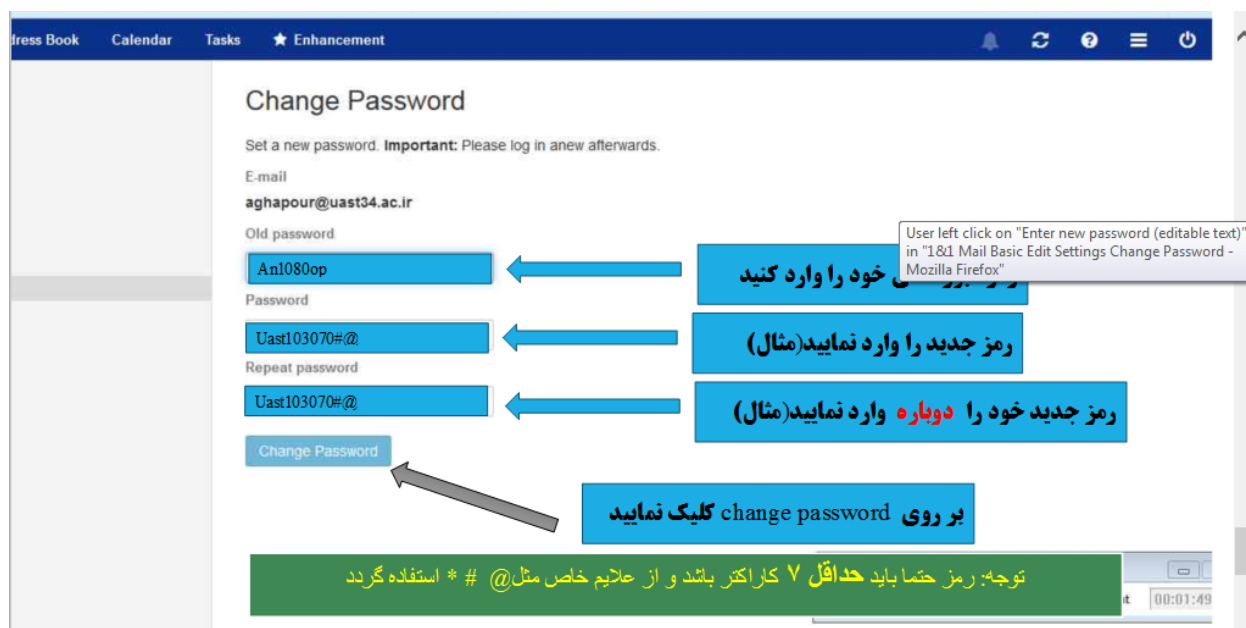 dress Book Calendar Tasks Enhancement
Change Password
Set a new password. Important: Please log in anew afterwards.
E-mail
aghapour@uast34.ac.ir
Old password
User left click on "Enter new password (editable text)"
in "1&1 Mail Basic Edit Settings Change Password -
Mozilla Firefox"
An1080op
خود را وارد کنید
Password
Uast103070#@
رمز جدید را وارد نمایید(مثال)
Repeat password
Uast103070#@
رمز جدید خود را دوباره وارد نمایید(مثال)
Change Password
بر روی change password کلیک نمایید
توجه: رمز حتما باید حداقل ۷ کاراکتر باشد و از علایم خاص مثل@ # * استفاده گردد
00:01:49